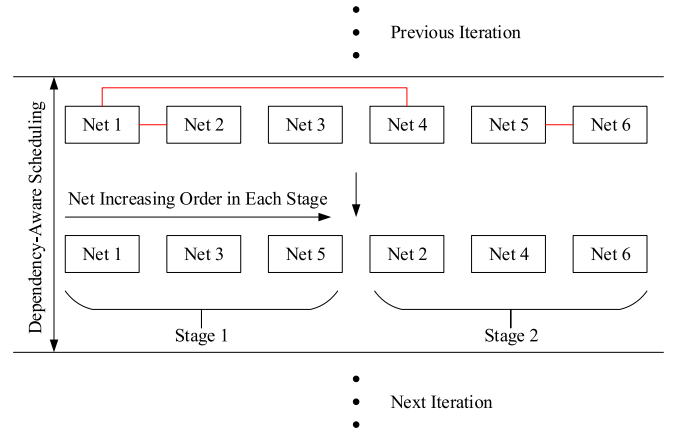 Previous Iteration
Dependency-Aware Scheduling
Net 1 Net 2 Net 3 Net 4 Net 5 Net 6
Net Increasing Order in Each Stage
Net 1 Net 3 Net 5 Net 2 Net 4 Net 6
Stage 1 Stage 2
Next Iteration